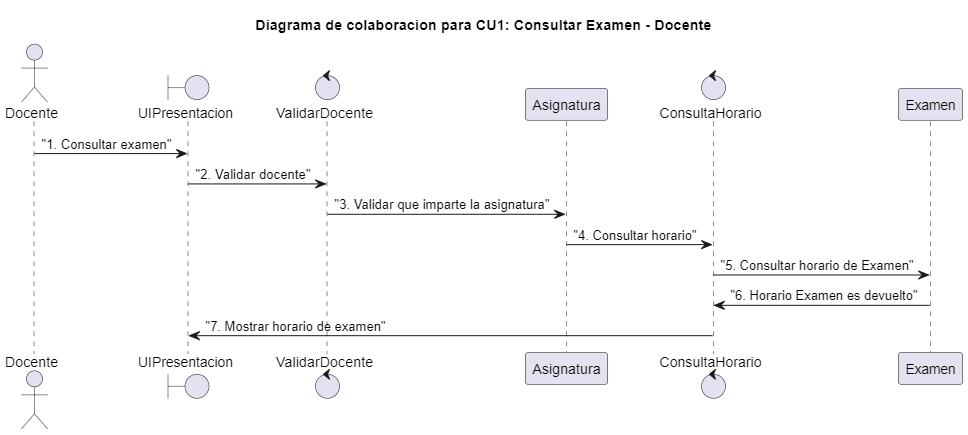 Diagrama de colaboracion para CU1: Consultar Examen - Docente
Docente
UIPresentacion
ValidarDocente
Asignatura
ConsultaHorario
Examen
"1. Consultar examen"
"2. Validar docente"
"3. Validar que imparte la asignatura"
"4. Consultar horario"
"5. Consultar horario de Examen"
"6. Horario Examen es devuelto"
"7. Mostrar horario de examen"
Docente
UIPresentacion
ValidarDocente
Asignatura
ConsultaHorario
Examen